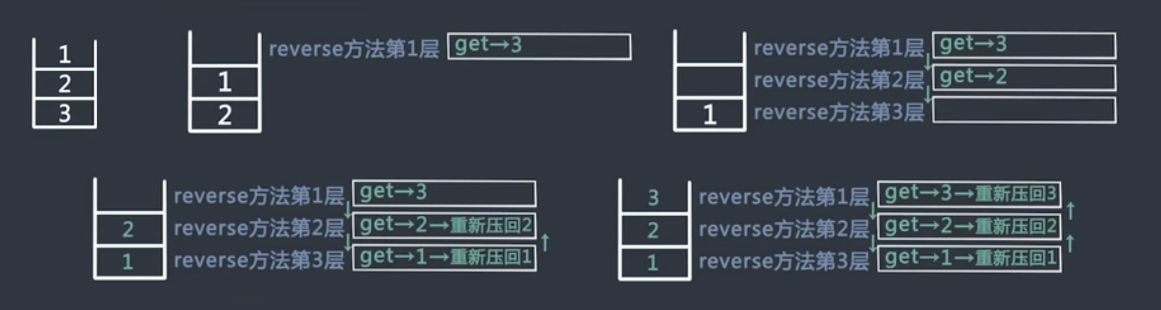 1
2
3
1
2
reverse方法第1层 get→3
1
reverse方法第1层 get→3
reverse方法第2层 get→2
reverse方法第3层
2
1
reverse方法第1层 get→3
reverse方法第2层 get→2→重新压回2
reverse方法第3层 get→1→重新压回1
3
2
1
reverse方法第1层 get→3→重新压回3
reverse方法第2层 get→2→重新压回2
reverse方法第3层 get→1→重新压回1